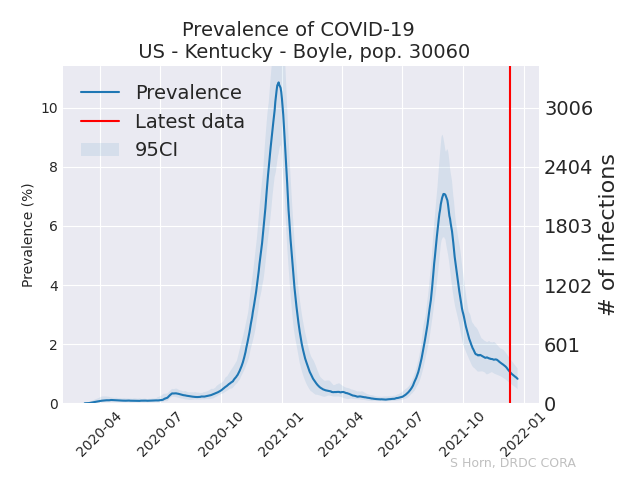 Prevalence of COVID-19
US - Kentucky - Boyle, pop. 30060
Prevalence
Latest data
95CI
Prevalence (%)
10
8
6
4
2
0
3006
2404
1803
1202
601
0
# of infections
2020-04
2020-07
2020-10
2021-01
2021-04
2021-07
2021-10
2022-01
S Horn, DRDC CORA